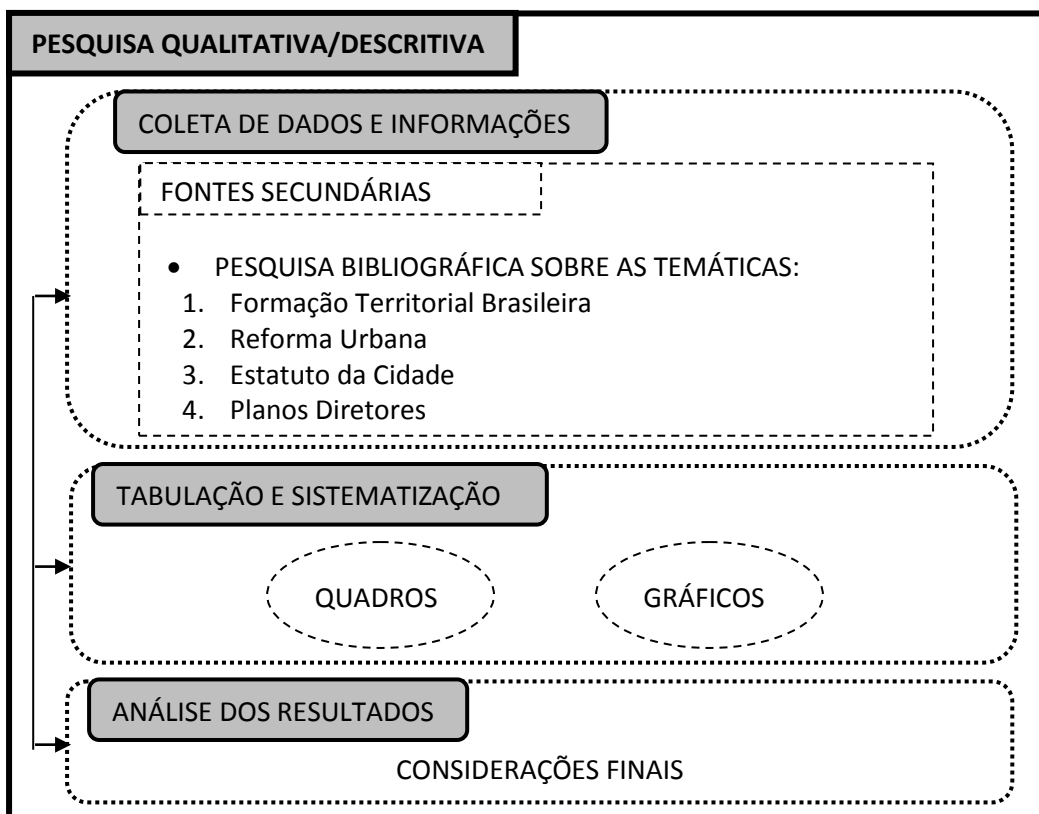 PESQUISA QUALITATIVA/DESCRITIVA
COLETA DE DADOS E INFORMAÇÕES
FONTES SECUNDÁRIAS
• PESQUISA BIBLIOGRÁFICA SOBRE AS TEMÁTICAS:
1. Formação Territorial Brasileira
2. Reforma Urbana
3. Estatuto da Cidade
4. Planos Diretores
TABULAÇÃO E SISTEMATIZAÇÃO
QUADROS
GRÁFICOS
ANÁLISE DOS RESULTADOS
CONSIDERAÇÕES FINAIS